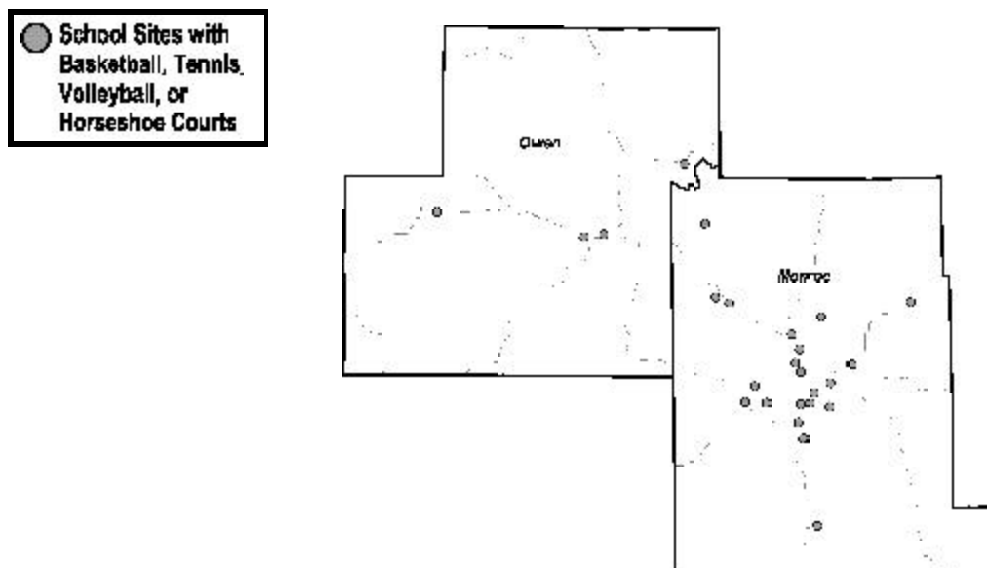 School Sites with
Basketball, Tennis,
Volleyball, or
Horseshoe Courts
Owen
Monroe